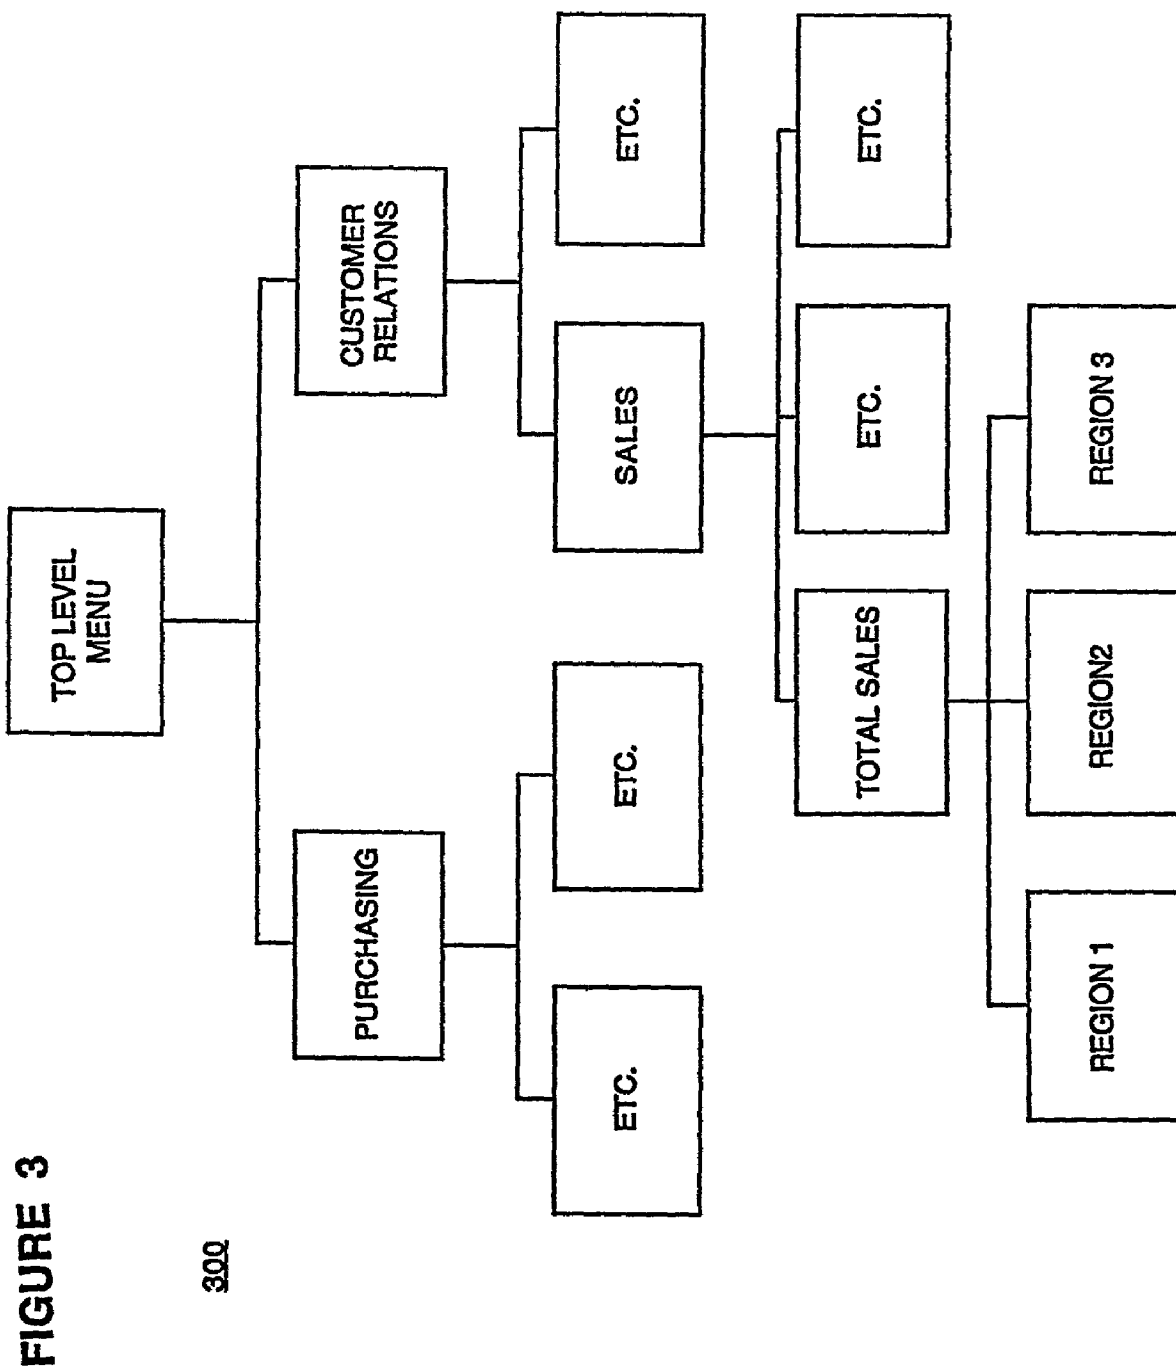 FIGURE 3
300
TOP LEVEL
MENU
PURCHASING
CUSTOMER
RELATIONS
ETC.
ETC.
SALES
ETC.
TOTAL SALES
ETC.
ETC.
REGION 1
REGION2
REGION 3